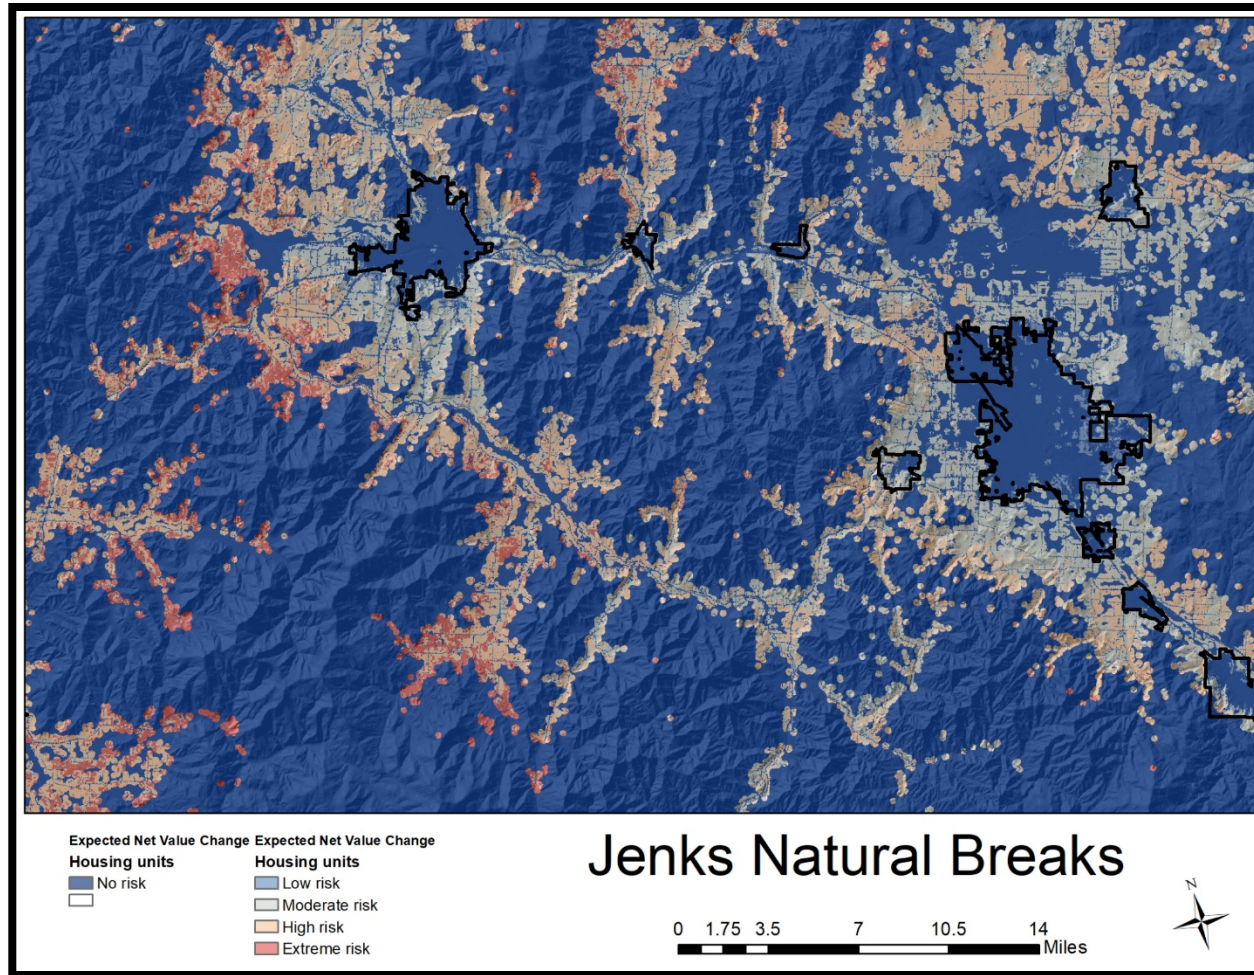 Expected Net Value Change
Housing units
No risk
Expected Net Value Change
Housing units
Low risk
Moderate risk
High risk
Extreme risk
Jenks Natural Breaks
0 1.75 3.5 7 10.5 14
Miles
N